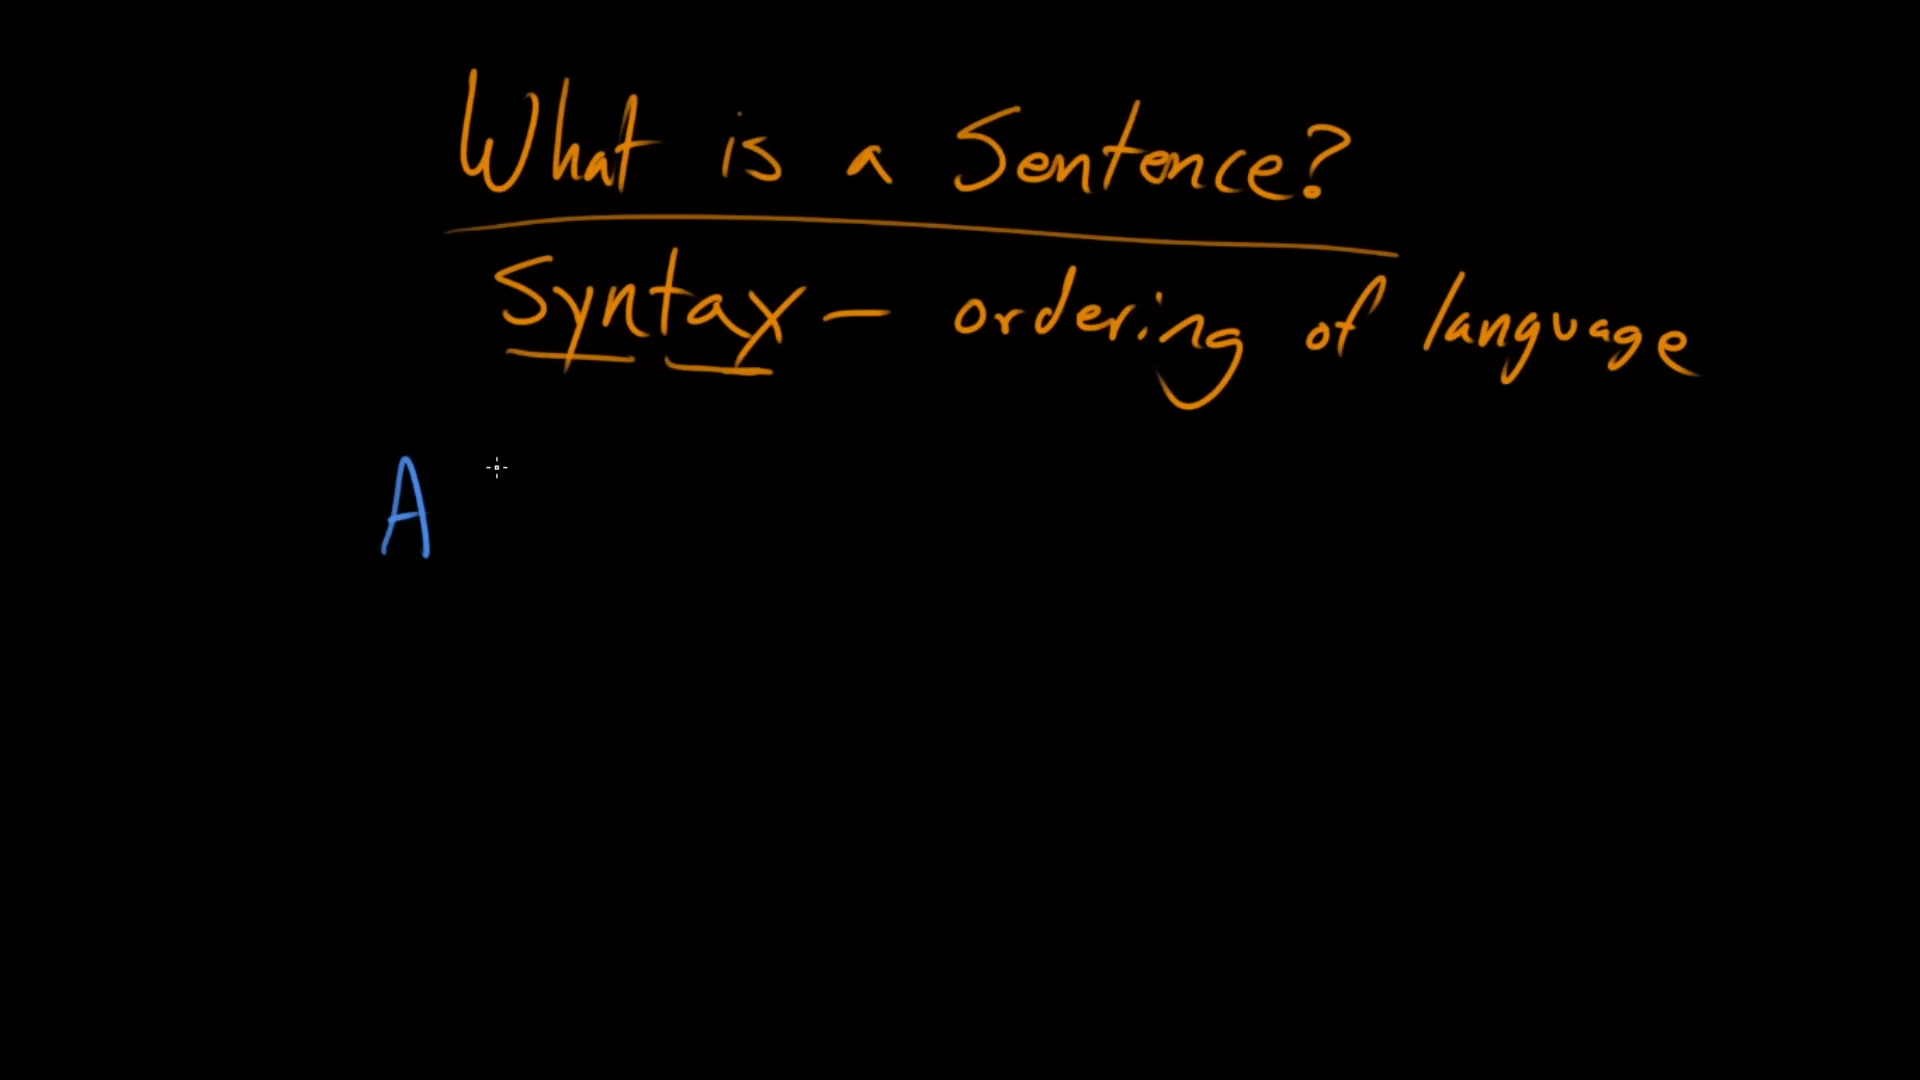 What is a Sentence?
Syntax - ordering of language
A